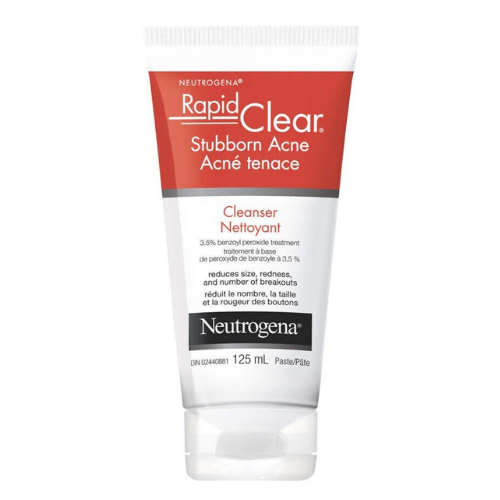 NEUTROGENA®
Rapid Clear®
Stubborn Acne
Acné tenace
Cleanser
Nettoyant
3.5% benzoyl peroxide treatment
traitement à base
de peroxyde de benzoyle à 3,5 %
reduces size, redness,
and number of breakouts
réduit le nombre, la taille
et la rougeur des boutons
Neutrogena®
DIN 02440881 125 mL Paste/Pâte